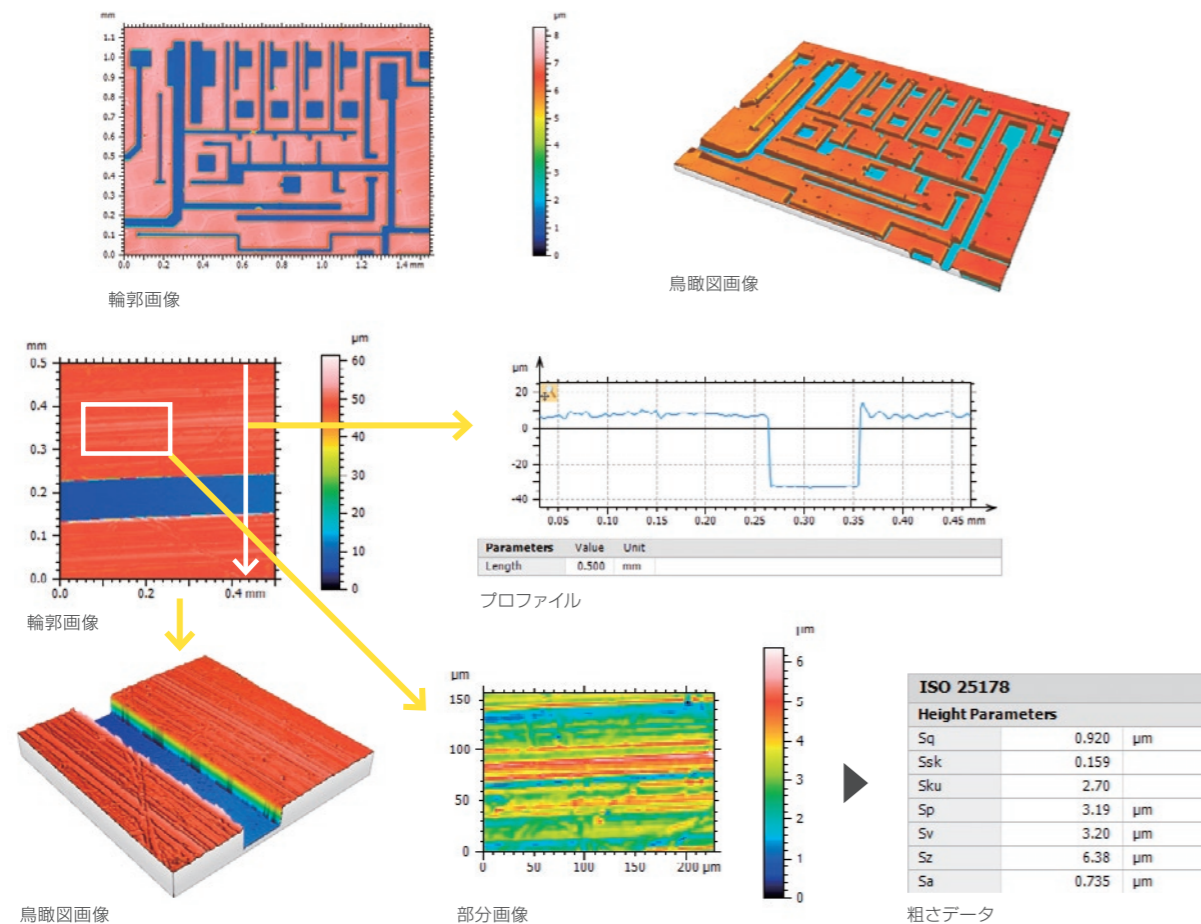 mm
1.1
1.0
0.9
0.8
0.7
0.6
0.5
0.4
0.3
0.2
0.1
0.0
0.0 0.2 0.4 0.6 0.8 1.0 1.2 1.4 mm
輪郭画像
µm
8
7
6
5
4
3
2
1
0
鳥瞰図画像
mm
0.5
0.4
0.3
0.2
0.1
0.0
0.0 0.2 0.4 mm
輪郭画像
µm
60
50
40
30
20
10
0
µm
20
10
0
-20
-40
0.05 0.10 0.15 0.20 0.25 0.30 0.35 0.40 0.45 mm
Parameters Value Unit
Length 0.500 mm
プロファイル
鳥瞰図画像
µm
150
100
50
0
0 50 100 150 200 µm
部分画像
µm
6
5
4
3
2
1
0
ISO 25178
Height Parameters
Sq 0.920 µm
Ssk 0.159
Sku 2.70
Sp 3.19 µm
Sv 3.20 µm
Sz 6.38 µm
Sa 0.735 µm
粗さデータ